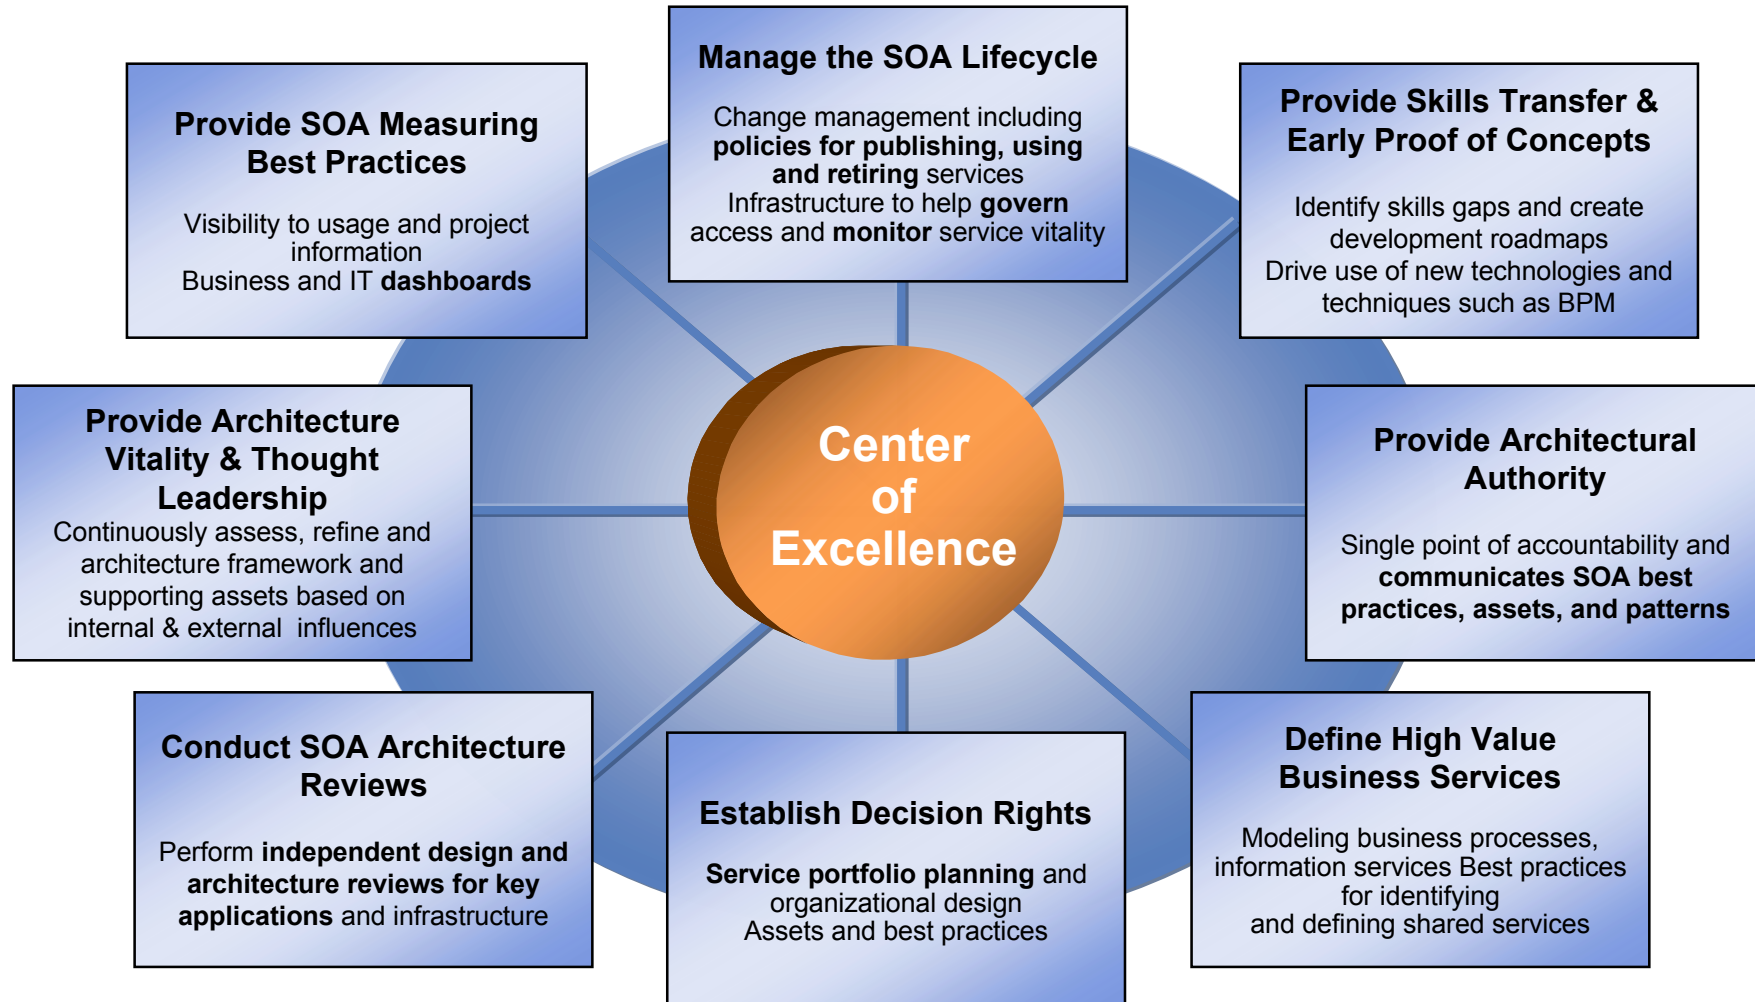 Manage the SOA Lifecycle
Change management including
policies for publishing, using
and retiring services
Infrastructure to help govern
access and monitor service vitality
Provide SOA Measuring
Best Practices
Visibility to usage and project
information
Business and IT dashboards
Provide Skills Transfer &
Early Proof of Concepts
Identify skills gaps and create
development roadmaps
Drive use of new technologies and
techniques such as BPM
Provide Architecture
Vitality & Thought
Leadership
Continuously assess, refine and
architecture framework and
supporting assets based on
internal & external influences
Center
of
Excellence
Provide Architectural
Authority
Single point of accountability and
communicates SOA best
practices, assets, and patterns
Conduct SOA Architecture
Reviews
Perform independent design and
architecture reviews for key
applications and infrastructure
Establish Decision Rights
Service portfolio planning and
organizational design
Assets and best practices
Define High Value
Business Services
Modeling business processes,
information services Best practices
for identifying
and defining shared services